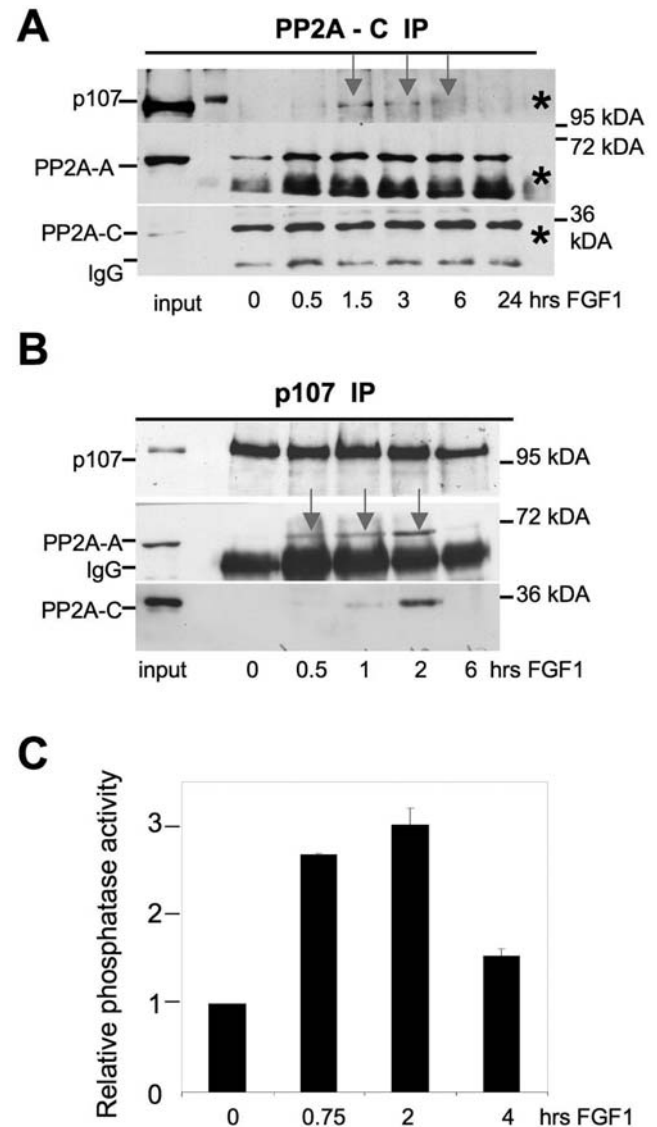 A
PP2A - C IP
p107
*
95 kDA
72 kDA
PP2A-A
*
36
kDA
PP2A-C
*
IgG
input 0 0.5 1.5 3 6 24 hrs FGF1
B
p107 IP
p107
95 kDA
72 kDA
PP2A-A
IgG
36 kDA
PP2A-C
input 0 0.5 1 2 6 hrs FGF1
C
Relative phosphatase activity
3
2
1
0
0 0.75 2 4 hrs FGF1